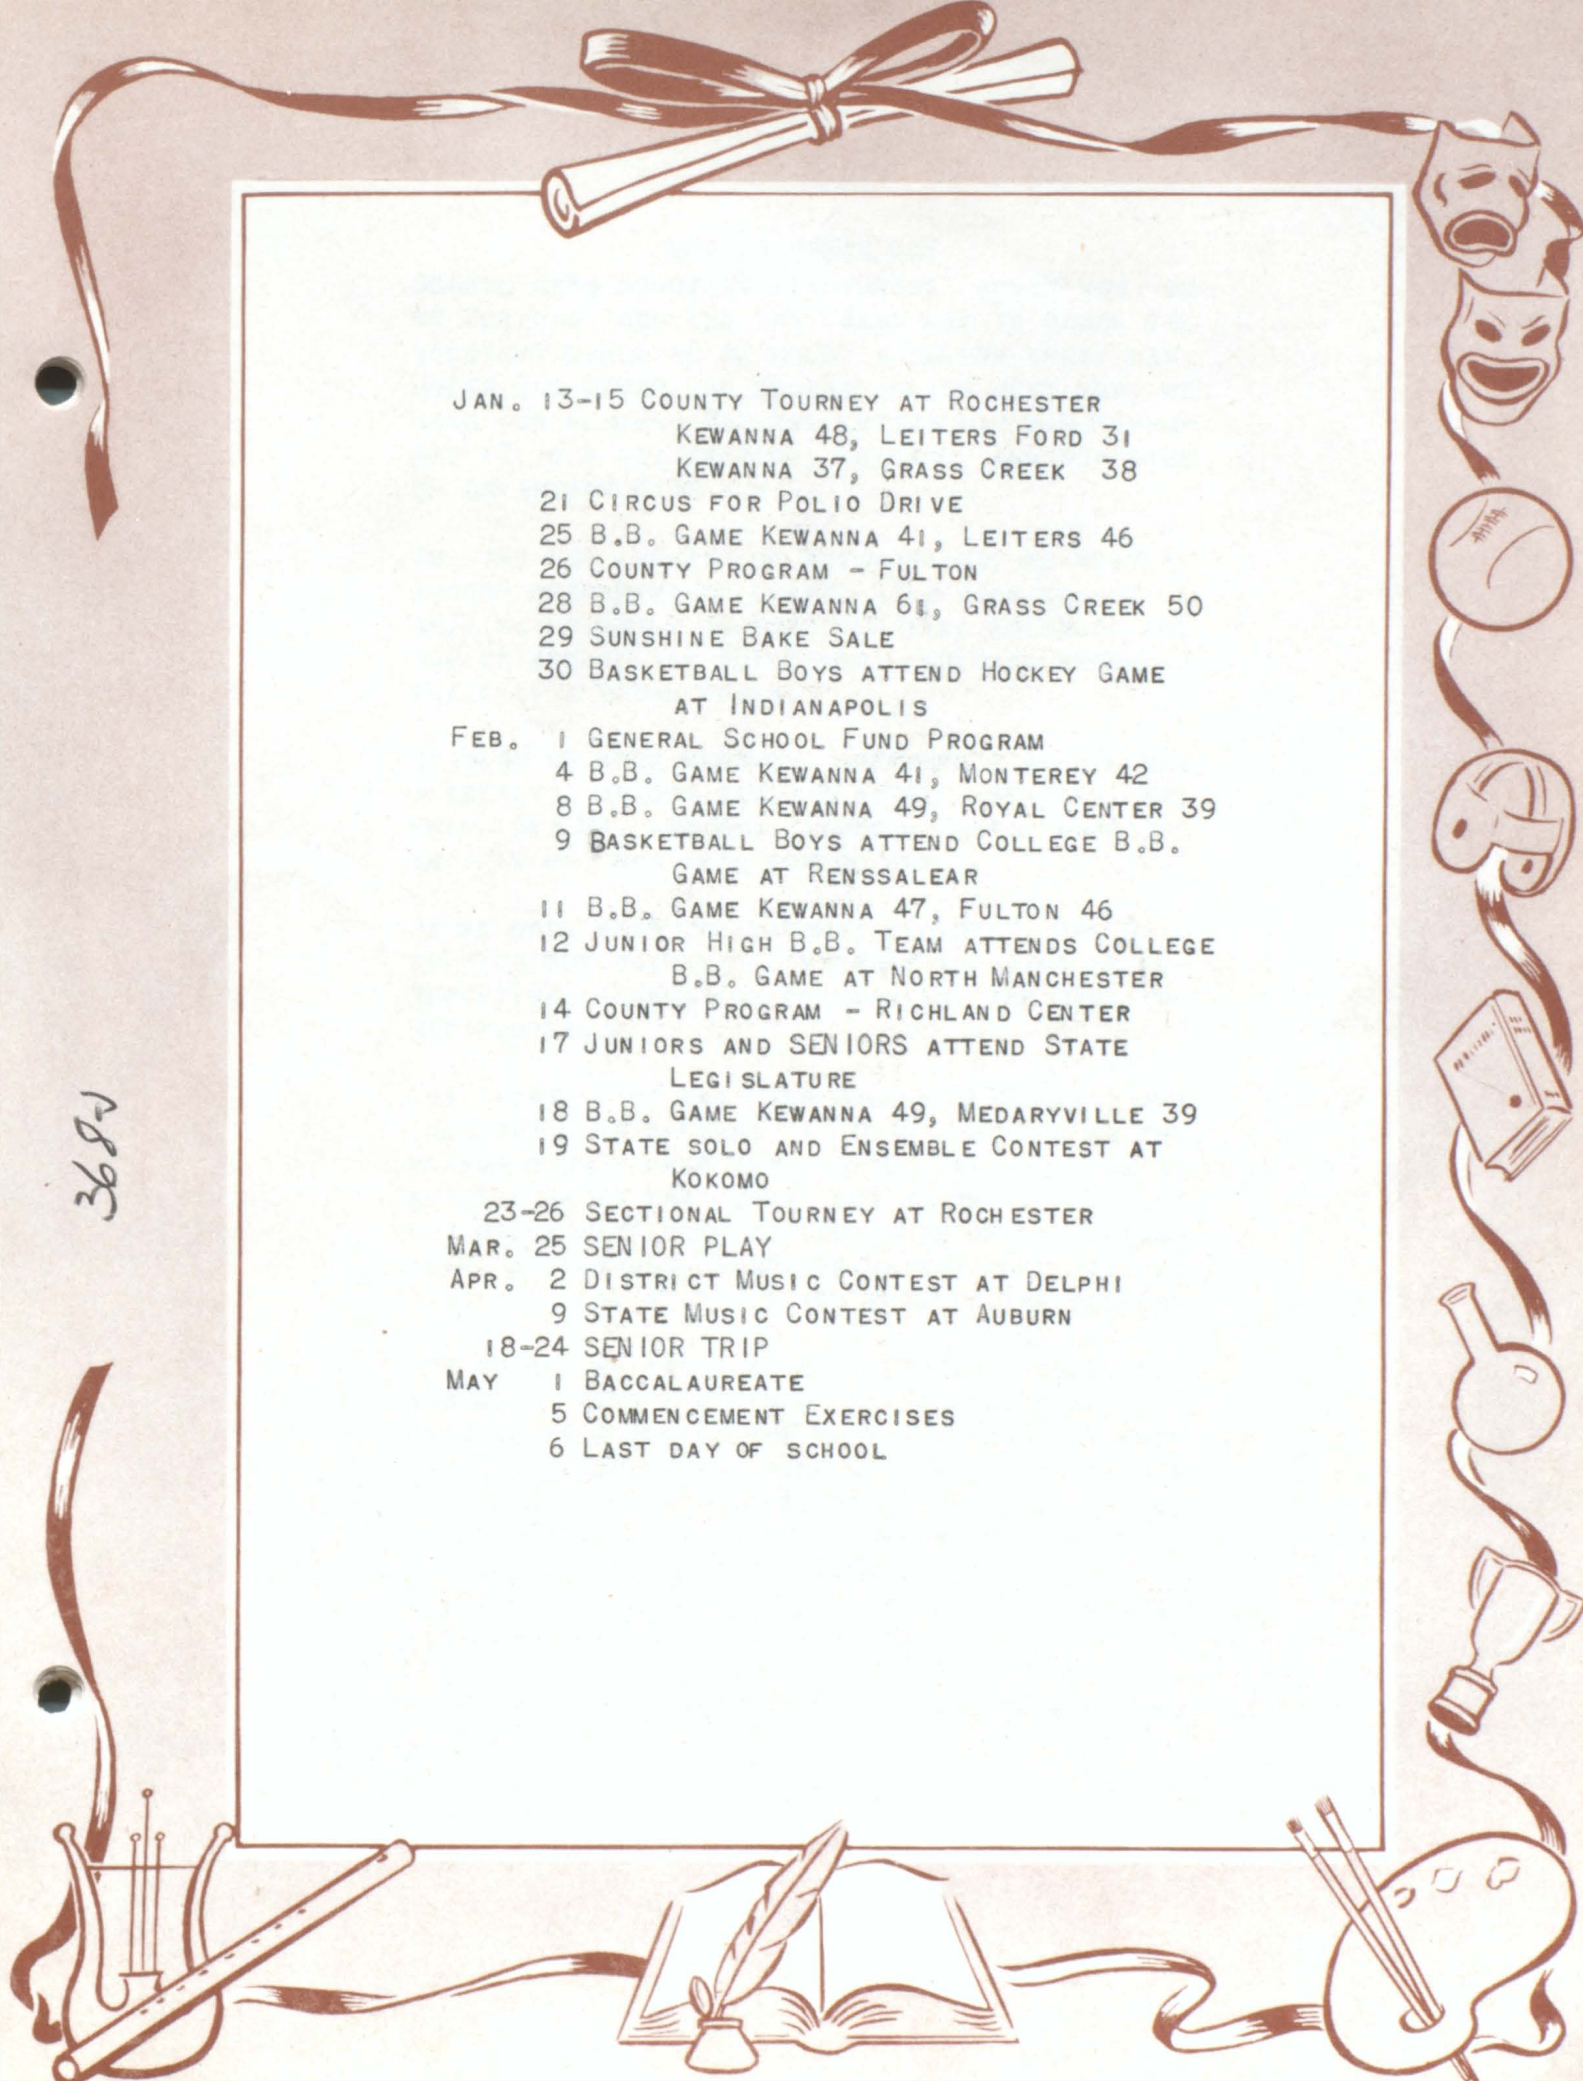 JAN. 13-15 COUNTY TOURNEY AT ROCHESTER
KEWANNA 48, LEITERS FORD 31
KEWANNA 37, GRASS CREEK 38
21 CIRCUS FOR POLIO DRIVE
25 B.B. GAME KEWANNA 41, LEITERS 46
26 COUNTY PROGRAM - FULTON
28 B.B. GAME KEWANNA 61, GRASS CREEK 50
29 SUNSHINE BAKE SALE
30 BASKETBALL BOYS ATTEND HOCKEY GAME
AT INDIANAPOLIS
FEB. 1 GENERAL SCHOOL FUND PROGRAM
4 B.B. GAME KEWANNA 41, MONTEREY 42
8 B.B. GAME KEWANNA 49, ROYAL CENTER 39
9 BASKETBALL BOYS ATTEND COLLEGE B.B.
GAME AT RENSSALEAR
11 B.B. GAME KEWANNA 47, FULTON 46
12 JUNIOR HIGH B.B. TEAM ATTENDS COLLEGE
B.B. GAME AT NORTH MANCHESTER
14 COUNTY PROGRAM - RICHLAND CENTER
17 JUNIORS AND SENIORS ATTEND STATE
LEGISLATURE
18 B.B. GAME KEWANNA 49, MEDARYVILLE 39
19 STATE SOLO AND ENSEMBLE CONTEST AT
KOKOMO
23-26 SECTIONAL TOURNEY AT ROCHESTER
MAR. 25 SENIOR PLAY
APR. 2 DISTRICT MUSIC CONTEST AT DELPHI
9 STATE MUSIC CONTEST AT AUBURN
18-24 SENIOR TRIP
MAY 1 BACCALAUREATE
5 COMMENCEMENT EXERCISES
6 LAST DAY OF SCHOOL